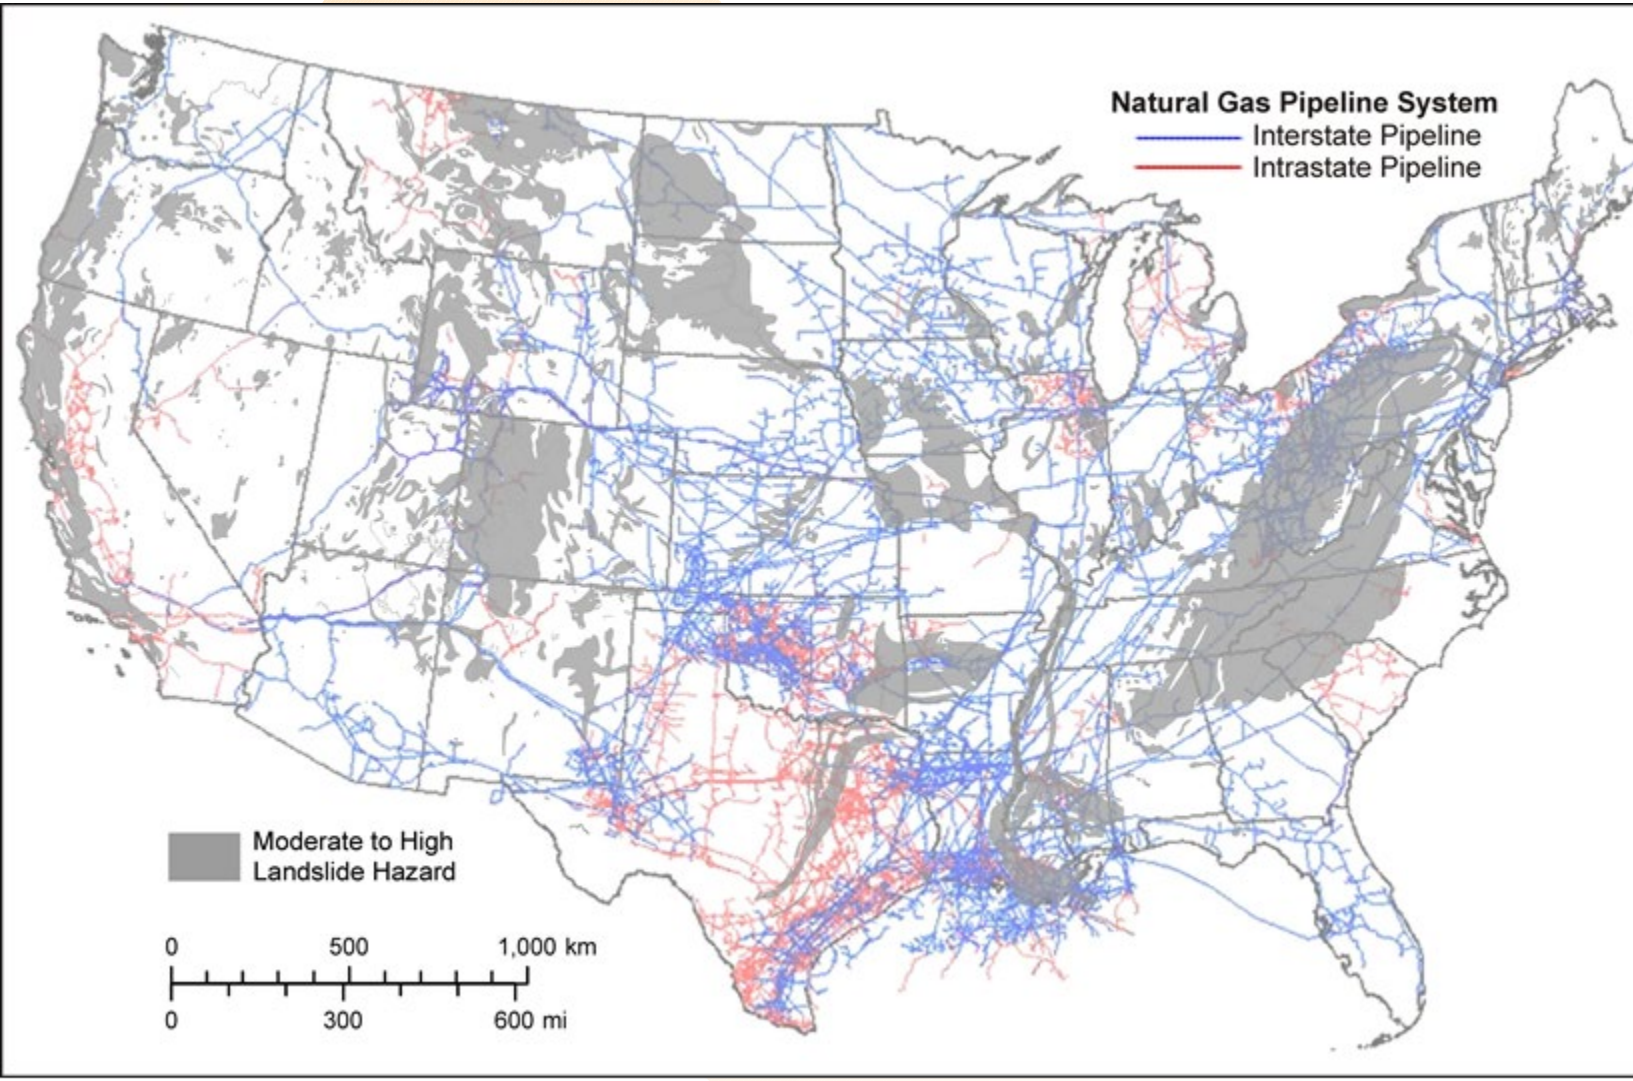 Natural Gas Pipeline System
Interstate Pipeline
Intrastate Pipeline
Moderate to High
Landslide Hazard
0 500 1,000 km
0 300 600 mi